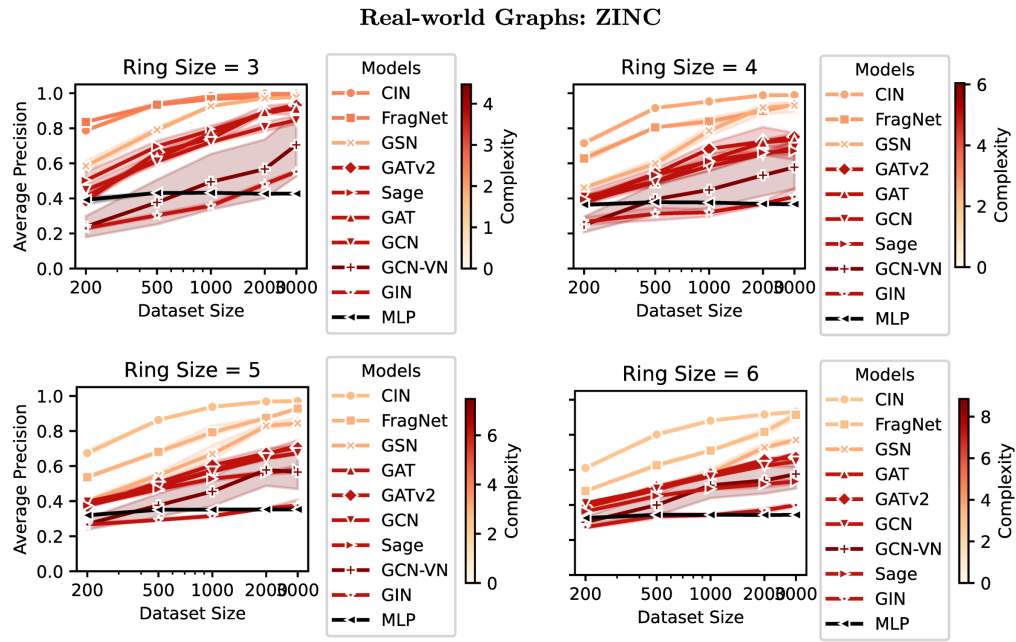 Real-world Graphs: ZINC
Ring Size = 3
Average Precision
1.0
0.8
0.6
0.4
0.2
0.0
200
500
1000
2000
3000
Dataset Size
Models
CIN
FragNet
GSN
GATv2
Sage
GAT
GCN
GCN-VN
GIN
MLP
4
3
2
1
0
Complexity
Ring Size = 4
200
500
1000
2000
3000
Dataset Size
Models
CIN
FragNet
GSN
GATv2
GAT
GCN
Sage
GCN-VN
GIN
MLP
6
4
2
0
Complexity
Ring Size = 5
Average Precision
1.0
0.8
0.6
0.4
0.2
0.0
200
500
1000
2000
3000
Dataset Size
Models
CIN
FragNet
GSN
GAT
GATv2
GCN
Sage
GCN-VN
GIN
MLP
6
4
2
0
Complexity
Ring Size = 6
200
500
1000
2000
3000
Dataset Size
Models
CIN
FragNet
GSN
GAT
GATv2
GCN
GCN-VN
Sage
GIN
MLP
8
6
4
2
0
Complexity